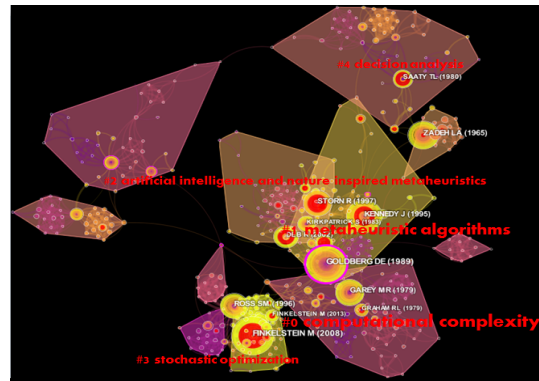 #4 decision analysis
SAATY TL (1980)
ZADEH LA (1965)
#2 artificial intelligence and nature inspired metaheuristics
STORN R (1997)
KENNEDY J (1995)
KIRKPATRICK S (1983)
metaheuristic algorithms
GOLDBERG DE (1989)
GAREY MR (1979)
GRAHAM RL (1979)
ROSS SM (1996)
FINKELSTEIN M (2013)
#0 computational complexity
FINKELSTEIN M (2008)
#3 stochastic optimization